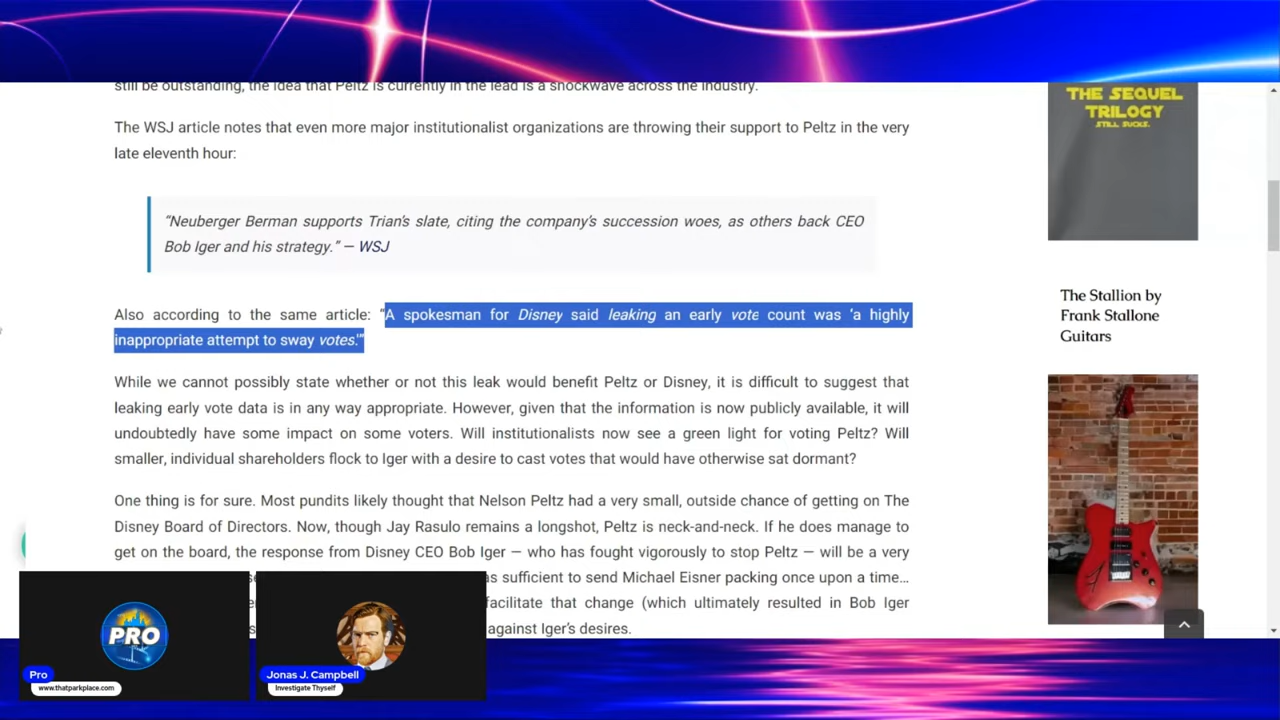 still be outstanding, the idea that Peltz is currently in the lead is a shockwave across the industry.
The WSJ article notes that even more major institutionalist organizations are throwing their support to Peltz in the very
late eleventh hour:
“Neuberger Berman supports Trian’s slate, citing the company’s succession woes, as others back CEO
Bob Iger and his strategy.” — WSJ
Also according to the same article: “A spokesman for Disney said leaking an early vote count was ‘a highly
inappropriate attempt to sway votes.’”
While we cannot possibly state whether or not this leak would benefit Peltz or Disney, it is difficult to suggest that
leaking early vote data is in any way appropriate. However, given that the information is now publicly available, it will
undoubtedly have some impact on some voters. Will institutionalists now see a green light for voting Peltz? Will
smaller, individual shareholders flock to Iger with a desire to cast votes that would have otherwise sat dormant?
One thing is for sure. Most pundits likely thought that Nelson Peltz had a very small, outside chance of getting on The
Disney Board of Directors. Now, though Jay Rasulo remains a longshot, Peltz is neck-and-neck. If he does manage to
get on the board, the response from Disney CEO Bob Iger — who has fought vigorously to stop Peltz — will be a very
as sufficient to send Michael Eisner packing once upon a time…
facilitate that change (which ultimately resulted in Bob Iger
against Iger’s desires.
THE SEQUEL
TRILOGY
STILL SUCKS.
The Stallion by
Frank Stallone
Guitars
PRO
Pro
www.thatparkplace.com
Jonas J. Campbell
Investigate Thyself